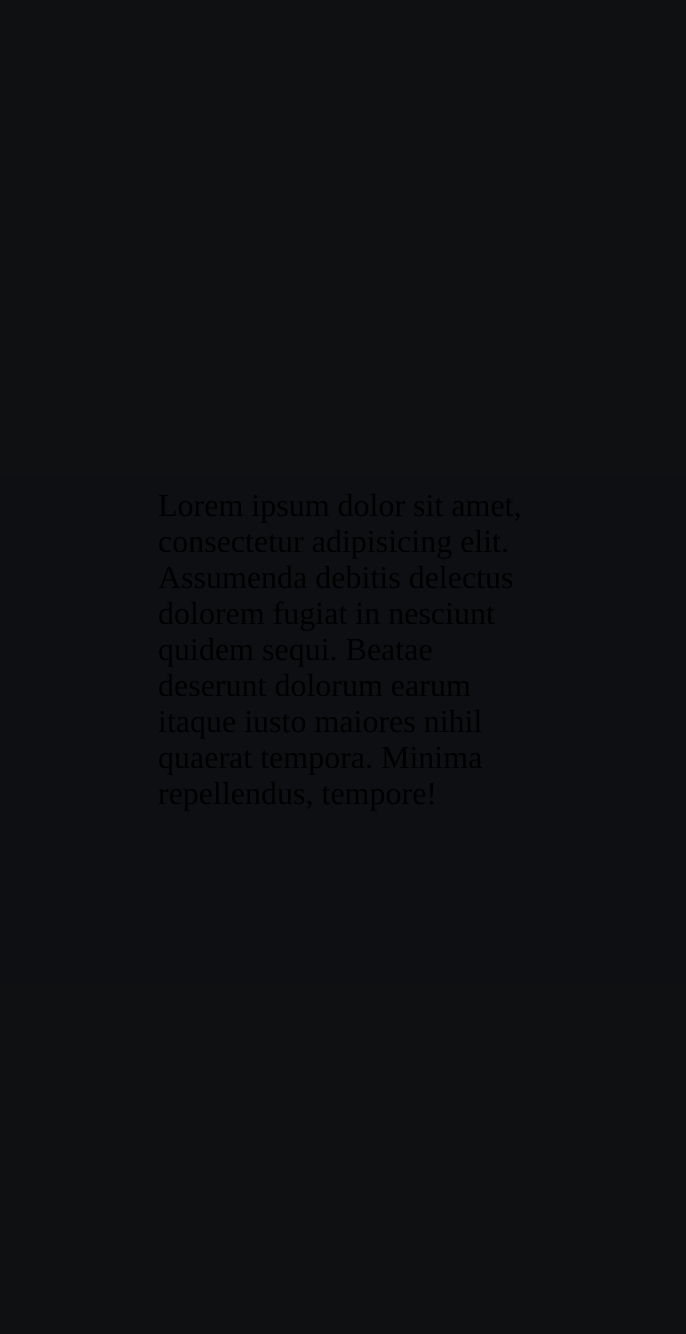 Lorem ipsum dolor sit amet,
consectetur adipisicing elit.
Assumenda debitis delectus
dolorem fugiat in nesciunt
quidem sequi. Beatae
deserunt dolorum earum
itaque iusto maiores nihil
quaerat tempora. Minima
repellendus, tempore!